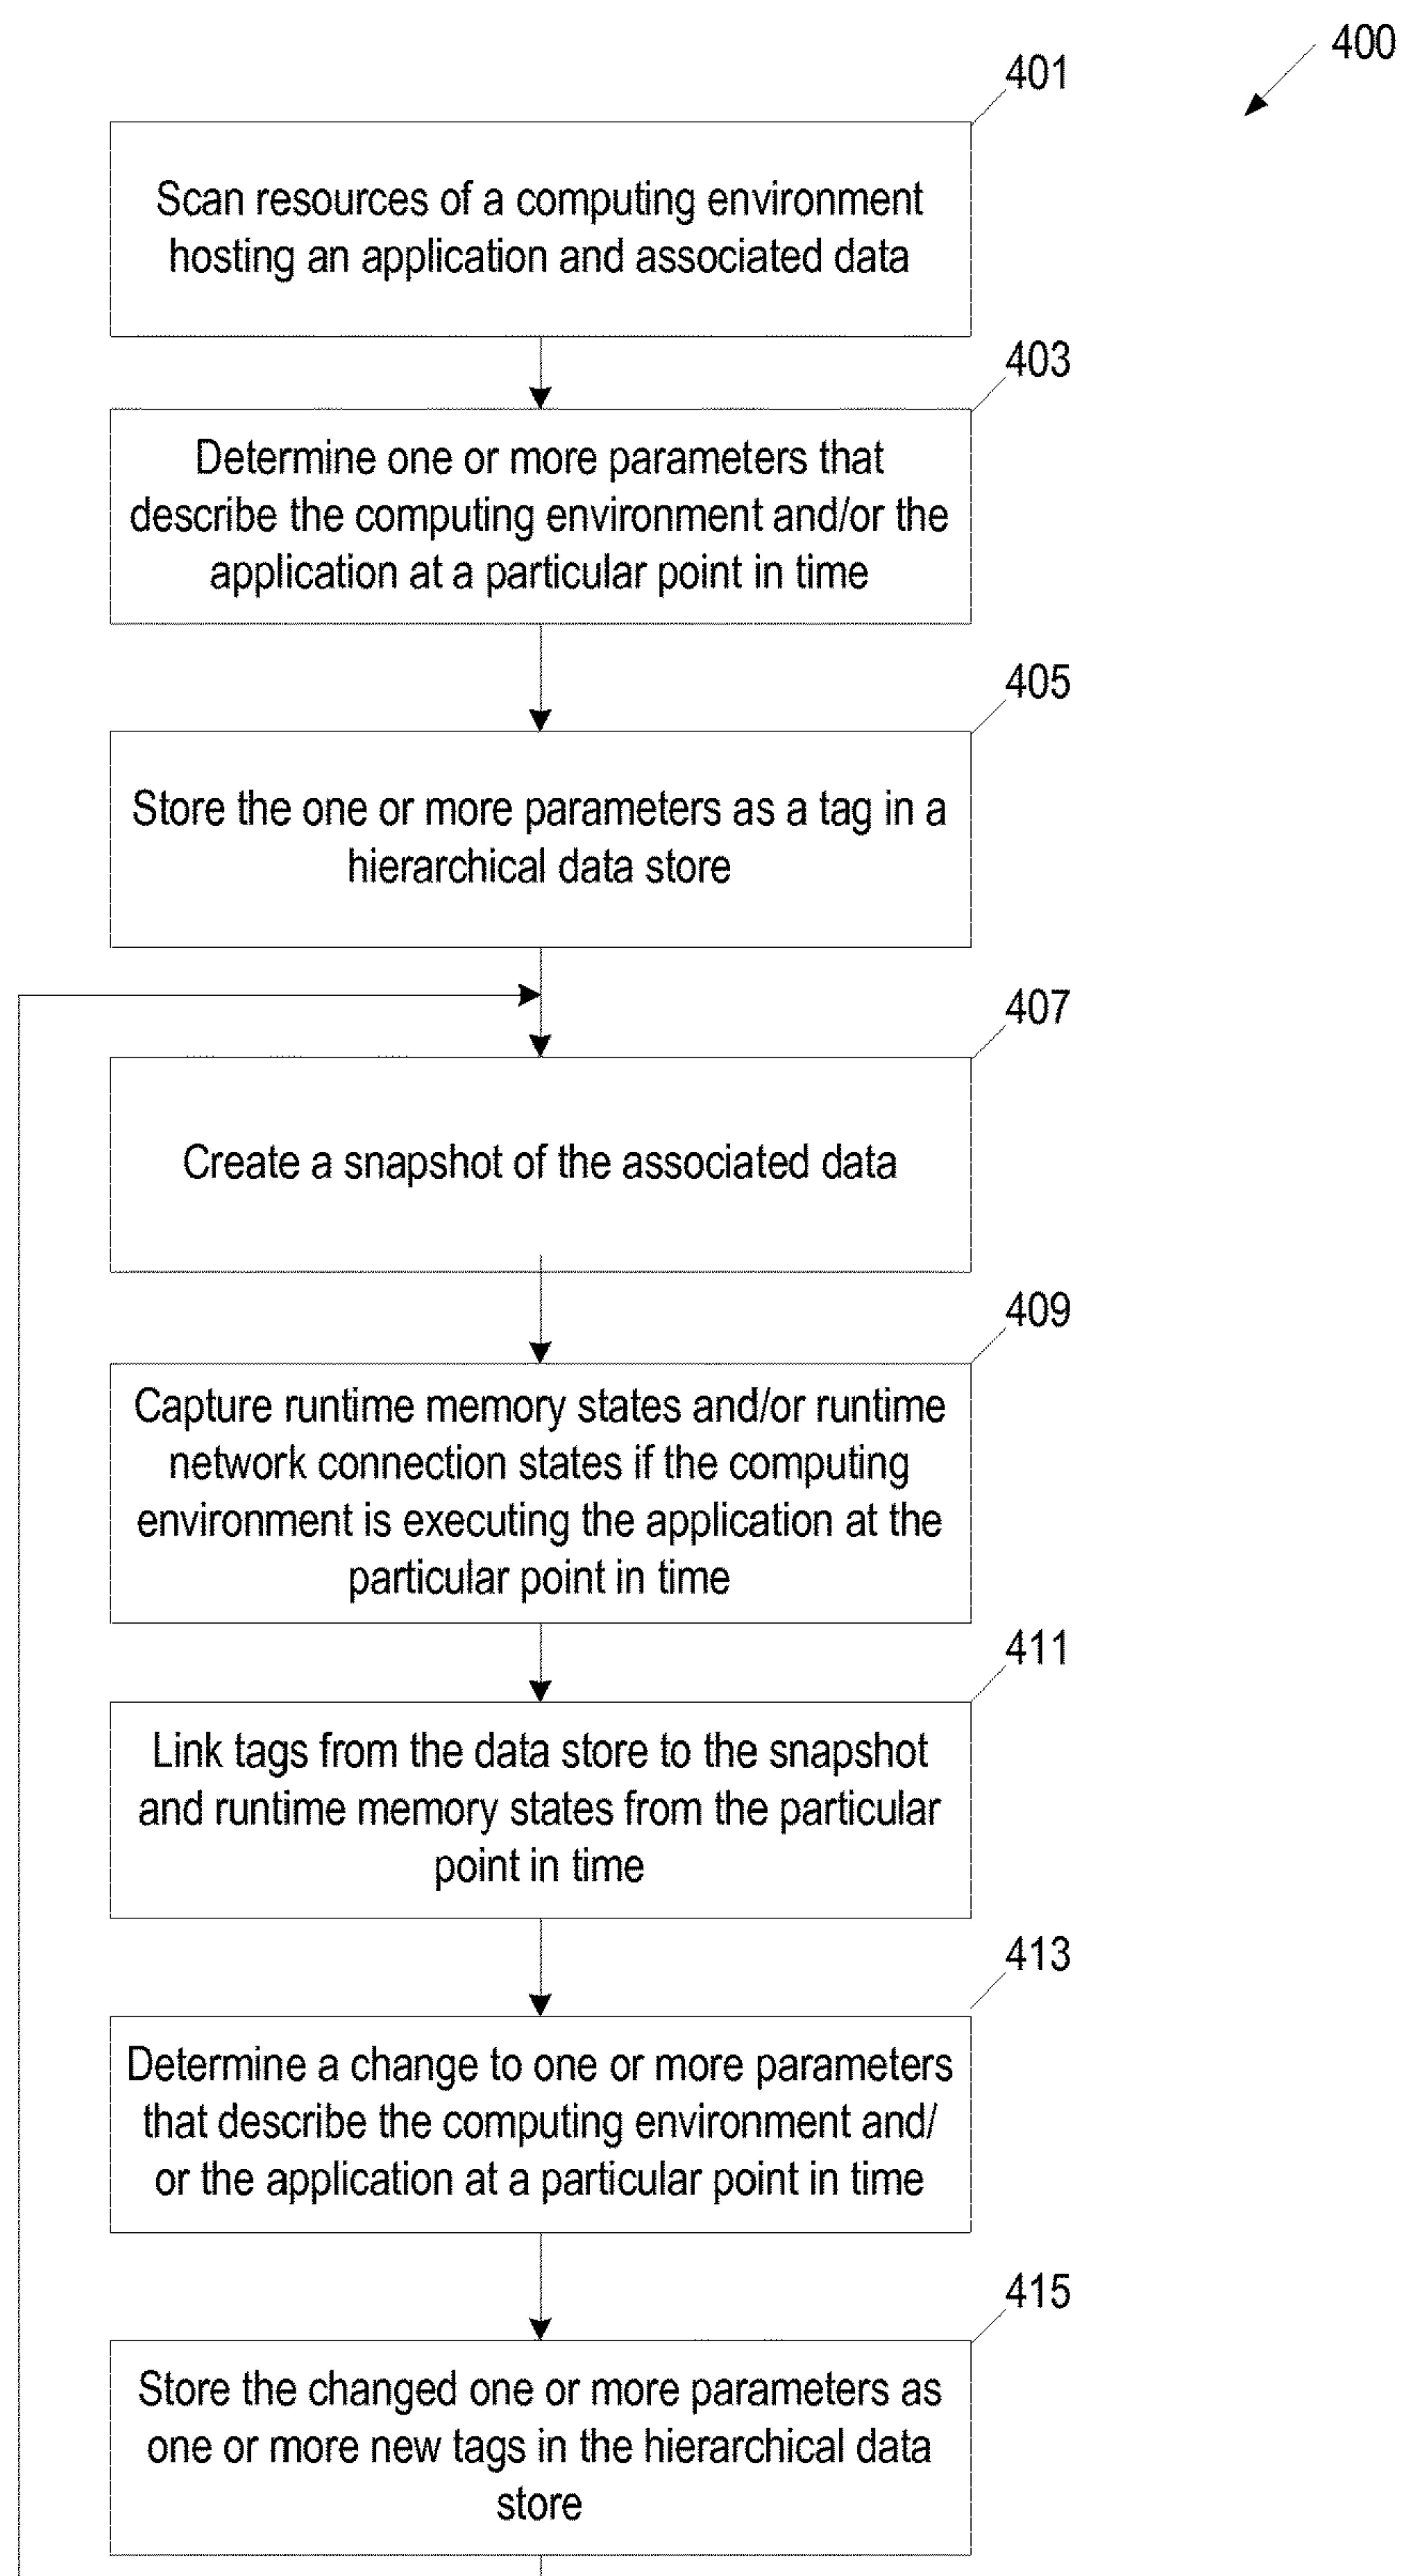 400
401
Scan resources of a computing environment
hosting an application and associated data
403
Determine one or more parameters that
describe the computing environment and/or the
application at a particular point in time
405
Store the one or more parameters as a tag in a
hierarchical data store
407
Create a snapshot of the associated data
409
Capture runtime memory states and/or runtime
network connection states if the computing
environment is executing the application at the
particular point in time
411
Link tags from the data store to the snapshot
and runtime memory states from the particular
point in time
413
Determine a change to one or more parameters
that describe the computing environment and/
or the application at a particular point in time
415
Store the changed one or more parameters as
one or more new tags in the hierarchical data
store